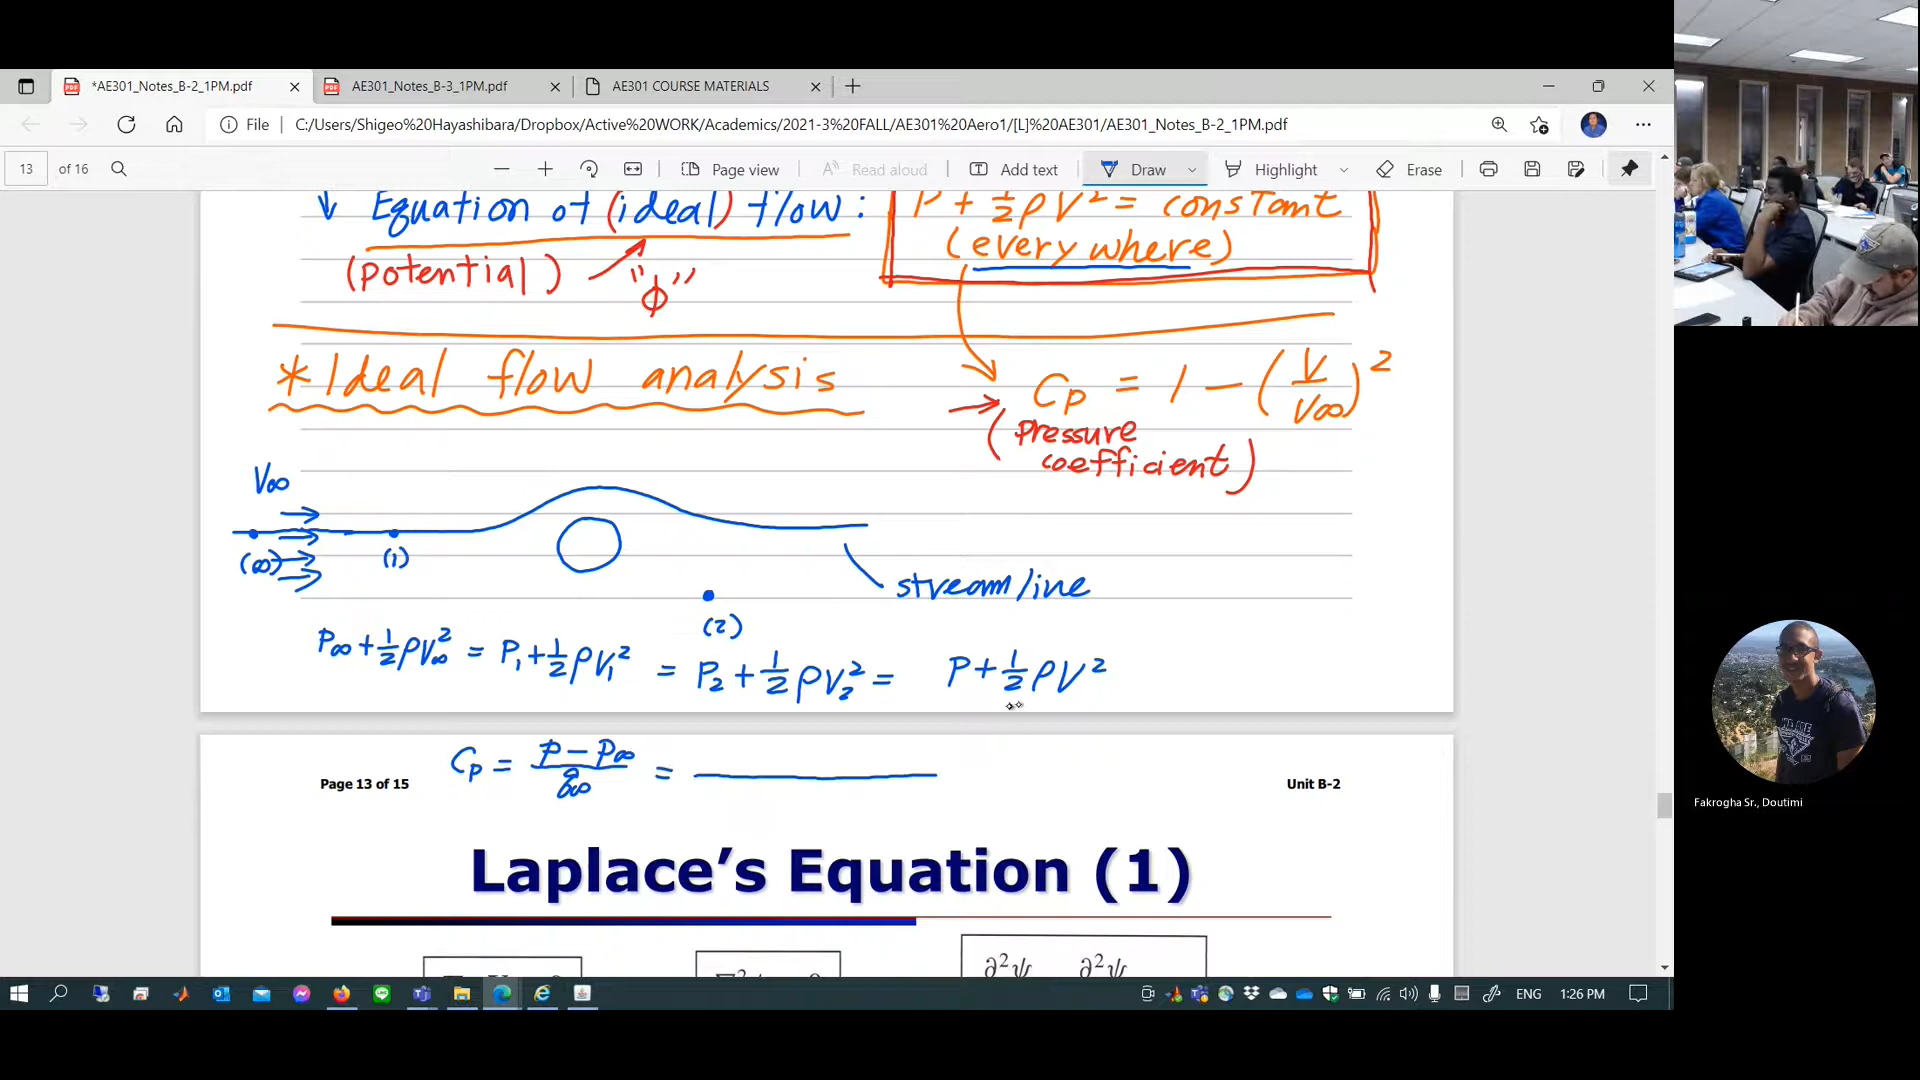 *AE301_Notes_B-2_1PM.pdf
AE301_Notes_B-3_1PM.pdf
AE301 COURSE MATERIALS
File
C:/Users/Shigeo%20Hayashibara/Dropbox/Active%20WORK/Academics/2021-3%20FALL/AE301%20Aero1/[L]%20AE301/AE301_Notes_B-2_1PM.pdf
13 of 16
Page view
Read aloud
Add text
Draw
Highlight
Erase
↓ Equation of (ideal) flow:
P + ½ρV² = constant
(every where)
(potential)
"ϕ"
*Ideal flow analysis
Cp = 1 − (V/V∞)²
(pressure
coefficient)
V∞
(∞)
(1)
streamline
(2)
P∞ + ½ρV∞² = P₁ + ½ρV₁² = P₂ + ½ρV₂² = P + ½ρV²
Cp = (p − p∞)/q∞ =
Page 13 of 15
Unit B-2
Laplace's Equation (1)
∂²ψ ∂²ψ
Fakrogha Sr., Doutimi
ENG
1:26 PM